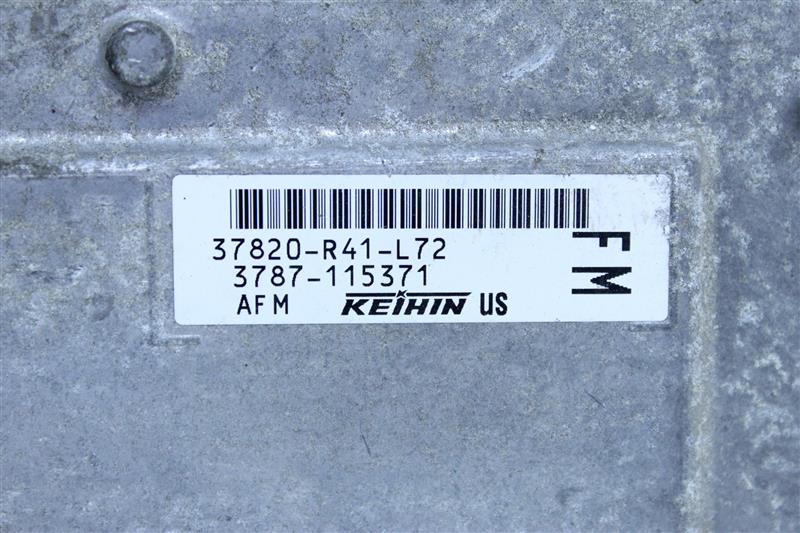 37820-R41-L72
3787-115371
AFM KEIHIN US
FM